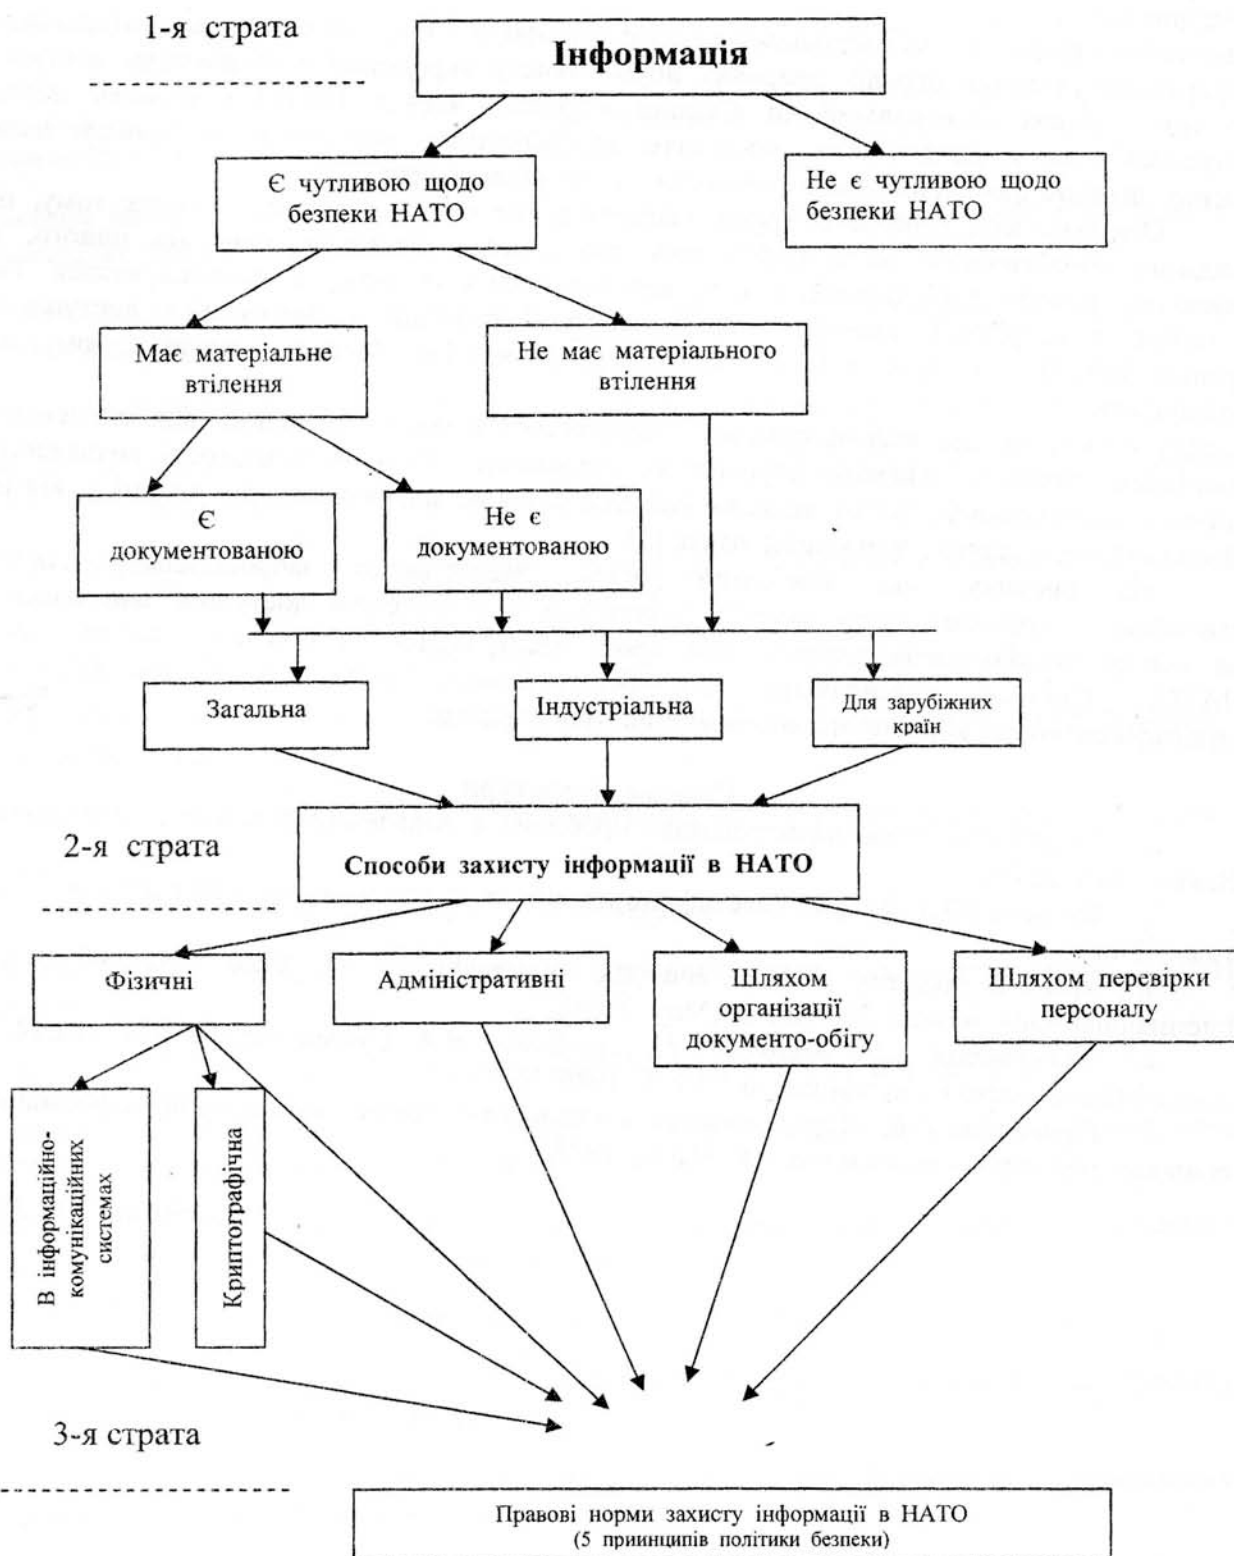 1-я страта
Інформація
Є чутливою щодо
безпеки НАТО
Не є чутливою щодо
безпеки НАТО
Має матеріальне
втілення
Не має матеріального
втілення
Є
документованою
Не є
документованою
Загальна
Індустріальна
Для зарубіжних
країн
2-я страта
Способи захисту інформації в НАТО
Фізичні
Адміністративні
Шляхом
організації
документо-обігу
Шляхом перевірки
персоналу
В інформаційно-
комунікаційних
системах
Криптографічна
3-я страта
Правові норми захисту інформації в НАТО
(5 приинципів політики безпеки)